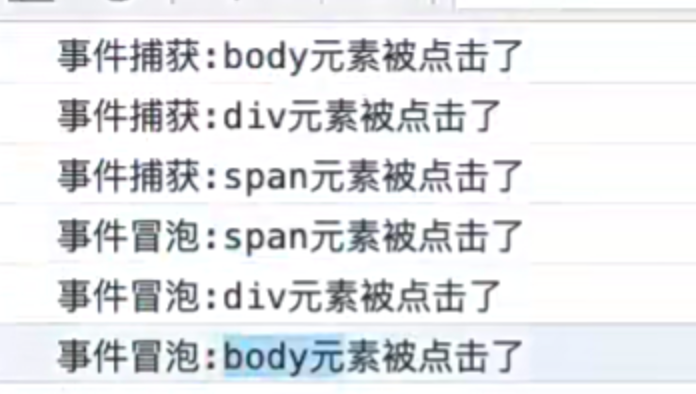 事件捕获:body元素被点击了
事件捕获:div元素被点击了
事件捕获:span元素被点击了
事件冒泡:span元素被点击了
事件冒泡:div元素被点击了
事件冒泡:body元素被点击了